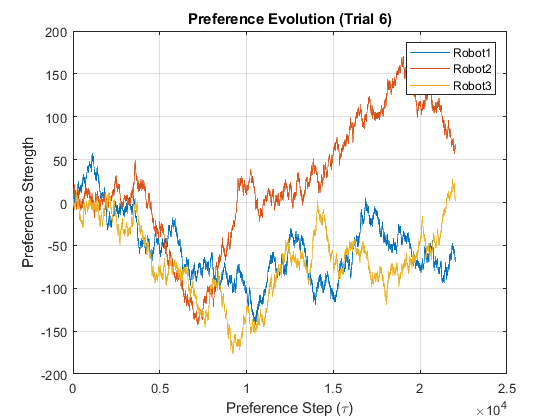 Preference Evolution (Trial 6)
Robot1
Robot2
Robot3
Preference Strength
200
150
100
50
0
-50
-100
-150
-200
0
0.5
1
1.5
2
2.5
×10^4
Preference Step (τ)